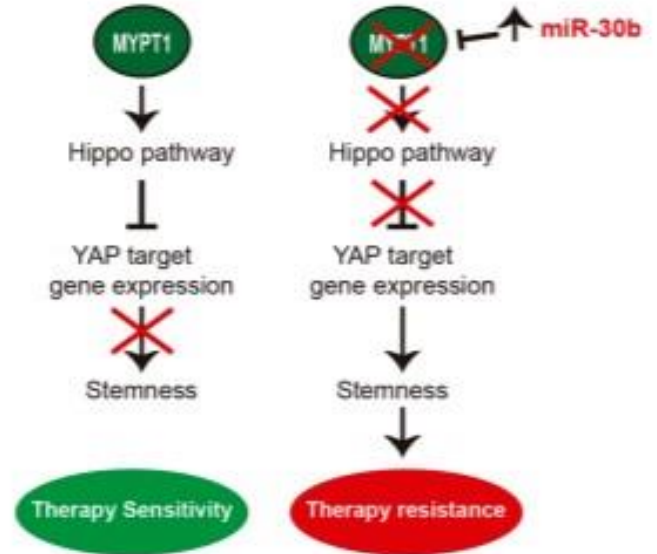 MYPT1
Hippo pathway
YAP target
gene expression
Stemness
Therapy Sensitivity
MYPT1
miR-30b
Hippo pathway
YAP target
gene expression
Stemness
Therapy resistance